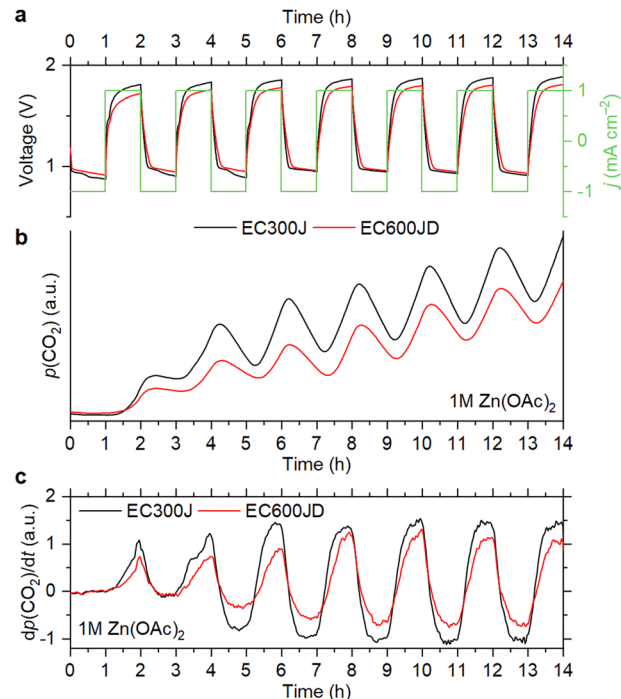 a
Time (h)
0 1 2 3 4 5 6 7 8 9 10 11 12 13 14
Voltage (V)
2
1
j (mA cm⁻²)
1
0
-1
b
EC300J EC600JD
p(CO₂) (a.u.)
1M Zn(OAc)₂
0 1 2 3 4 5 6 7 8 9 10 11 12 13 14
Time (h)
c
EC300J EC600JD
dp(CO₂)/dt (a.u.)
2
1
0
-1
1M Zn(OAc)₂
0 1 2 3 4 5 6 7 8 9 10 11 12 13 14
Time (h)